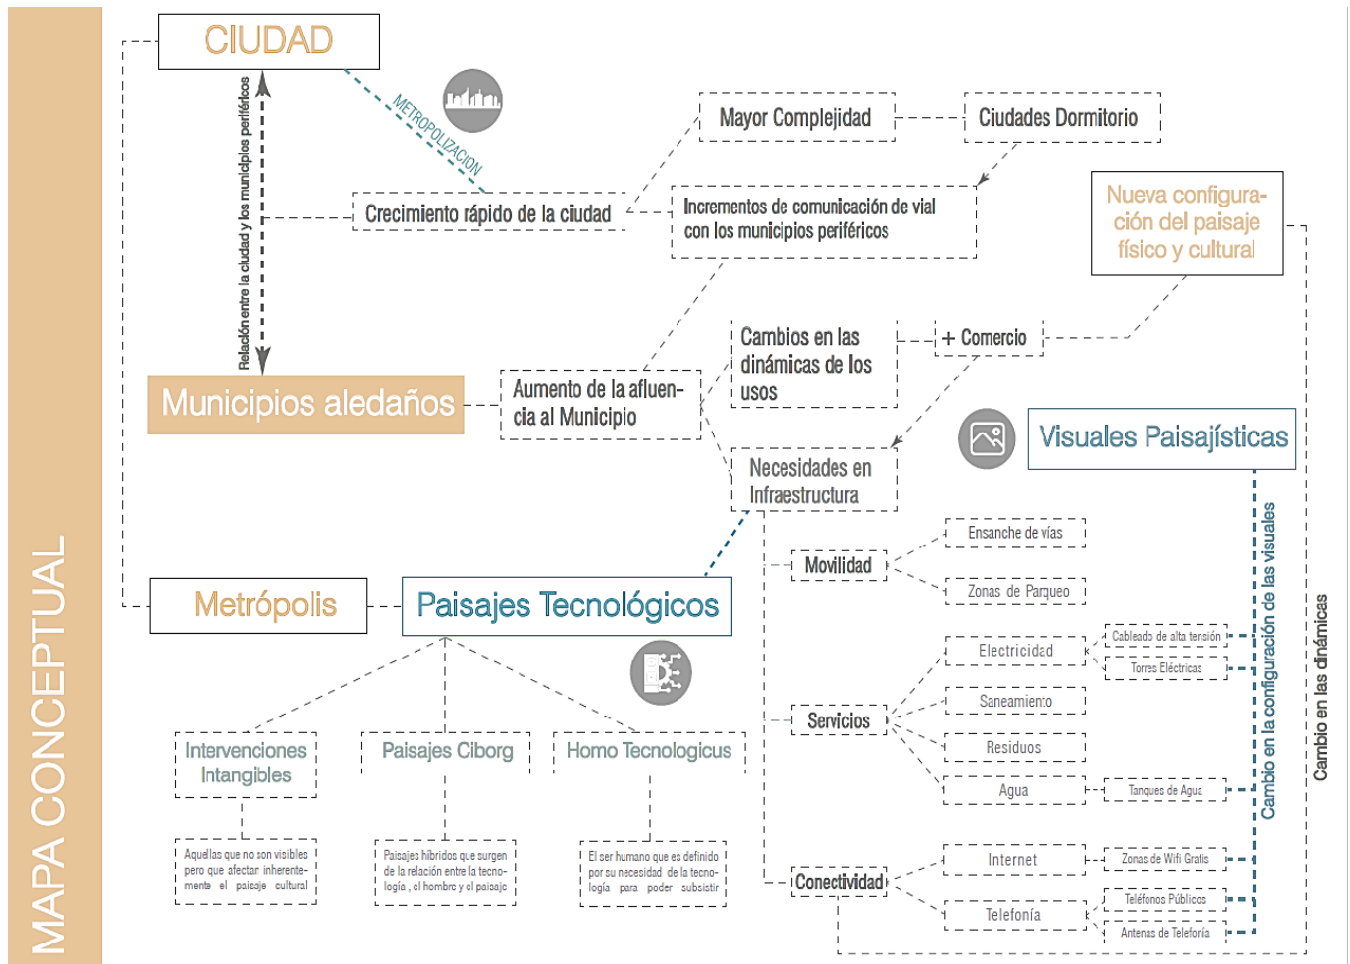 MAPA CONCEPTUAL
CIUDAD
METROPOLIZACION
Relación entre la ciudad y los municipios periféricos
Mayor Complejidad
Ciudades Dormitorio
Crecimiento rápido de la ciudad
Incrementos de comunicación de vial
con los municipios periféricos
Nueva configura-
ción del paisaje
físico y cultural
Municipios aledaños
Aumento de la afluen-
cia al Municipio
Cambios en las
dinámicas de los
usos
+ Comercio
Necesidades en
Infraestructura
Visuales Paisajísticas
Metrópolis
Paisajes Tecnológicos
Movilidad
Ensanche de vías
Zonas de Parqueo
Servicios
Electricidad
Cableado de alta tensión
Torres Eléctricas
Saneamiento
Residuos
Agua
Tanques de Agua
Conectividad
Internet
Zonas de Wifi Gratis
Telefonía
Teléfonos Públicos
Antenas de Teleforía
Cambio en la configuración de las visuales
Cambio en las dinámicas
Intervenciones
Intangibles
Paisajes Ciborg
Homo Tecnologicus
Aquellas que no son visibles
pero que afectan inherente-
mente el paisaje cultural
Paisajes híbridos que surgen
de la relación entre la tecno-
logía , el hombre y el paisaje
El ser humano que es definido
por su necesidad de la tecno-
logía para poder subsistir